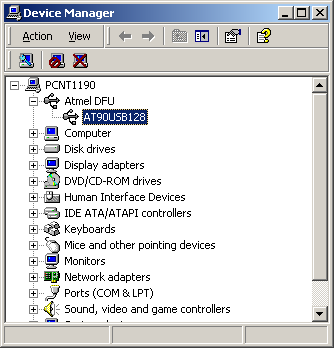 Device Manager
Action View
PCNT1190
Atmel DFU
AT90USB128
Computer
Disk drives
Display adapters
DVD/CD-ROM drives
Human Interface Devices
IDE ATA/ATAPI controllers
Keyboards
Mice and other pointing devices
Monitors
Network adapters
Ports (COM & LPT)
Sound, video and game controllers